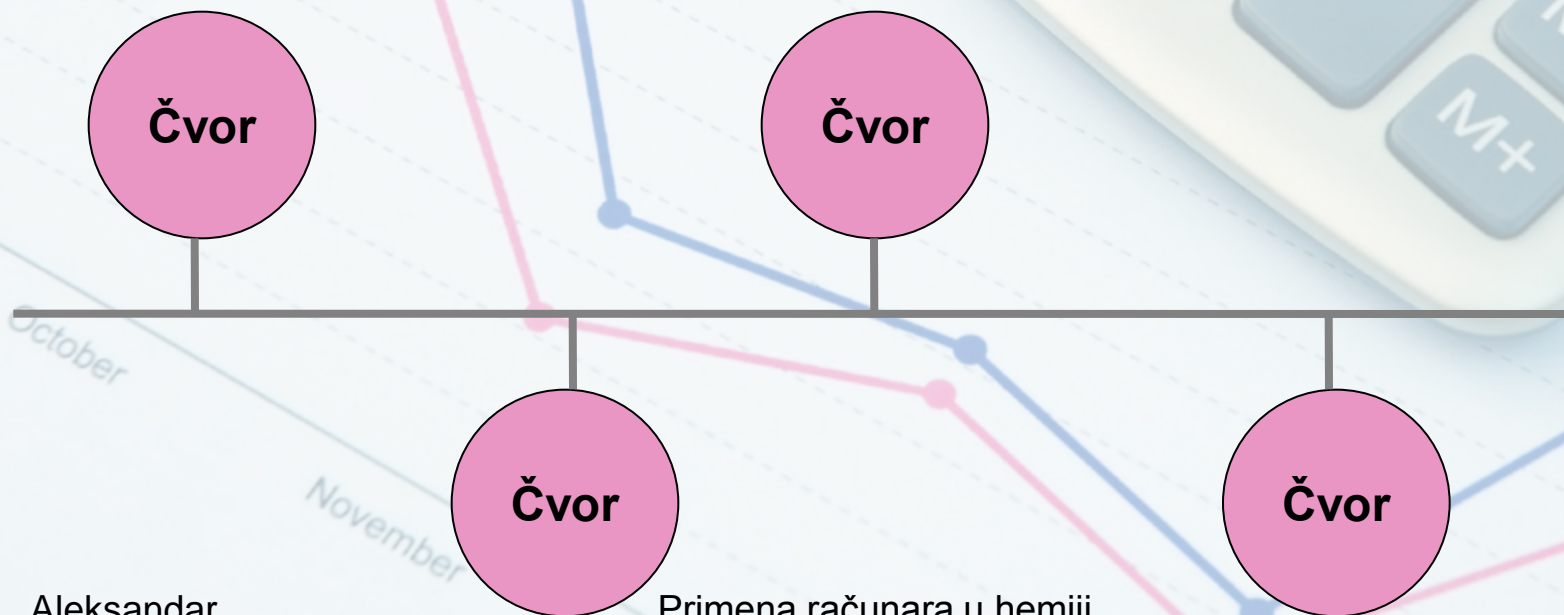 Čvor
Čvor
M+
October
November
Čvor
Čvor
Aleksandar
Primena računara u hemiji